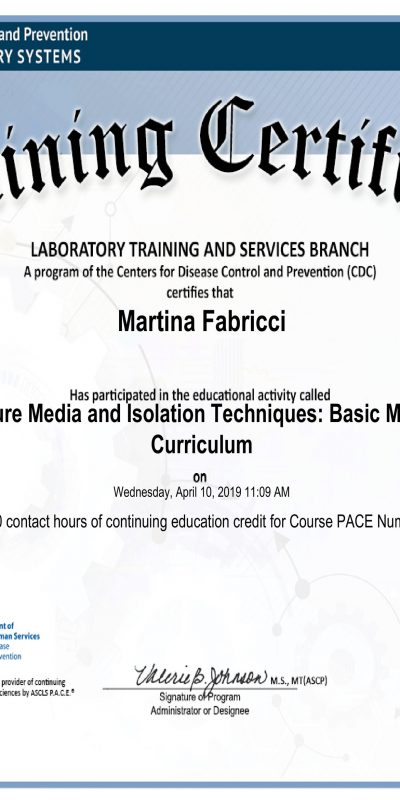 and Prevention
RY SYSTEMS
ining Certif
LABORATORY TRAINING AND SERVICES BRANCH
A program of the Centers for Disease Control and Prevention (CDC)
certifies that
Martina Fabricci
Has participated in the educational activity called
ure Media and Isolation Techniques: Basic M
Curriculum
on
Wednesday, April 10, 2019 11:09 AM
0 contact hours of continuing education credit for Course PACE Num
nt of
man Services
ase
vention
provider of continuing
ciences by ASCLS P.A.C.E.®
Valerie B. Johnson M.S., MT(ASCP)
Signature of Program
Administrator or Designee